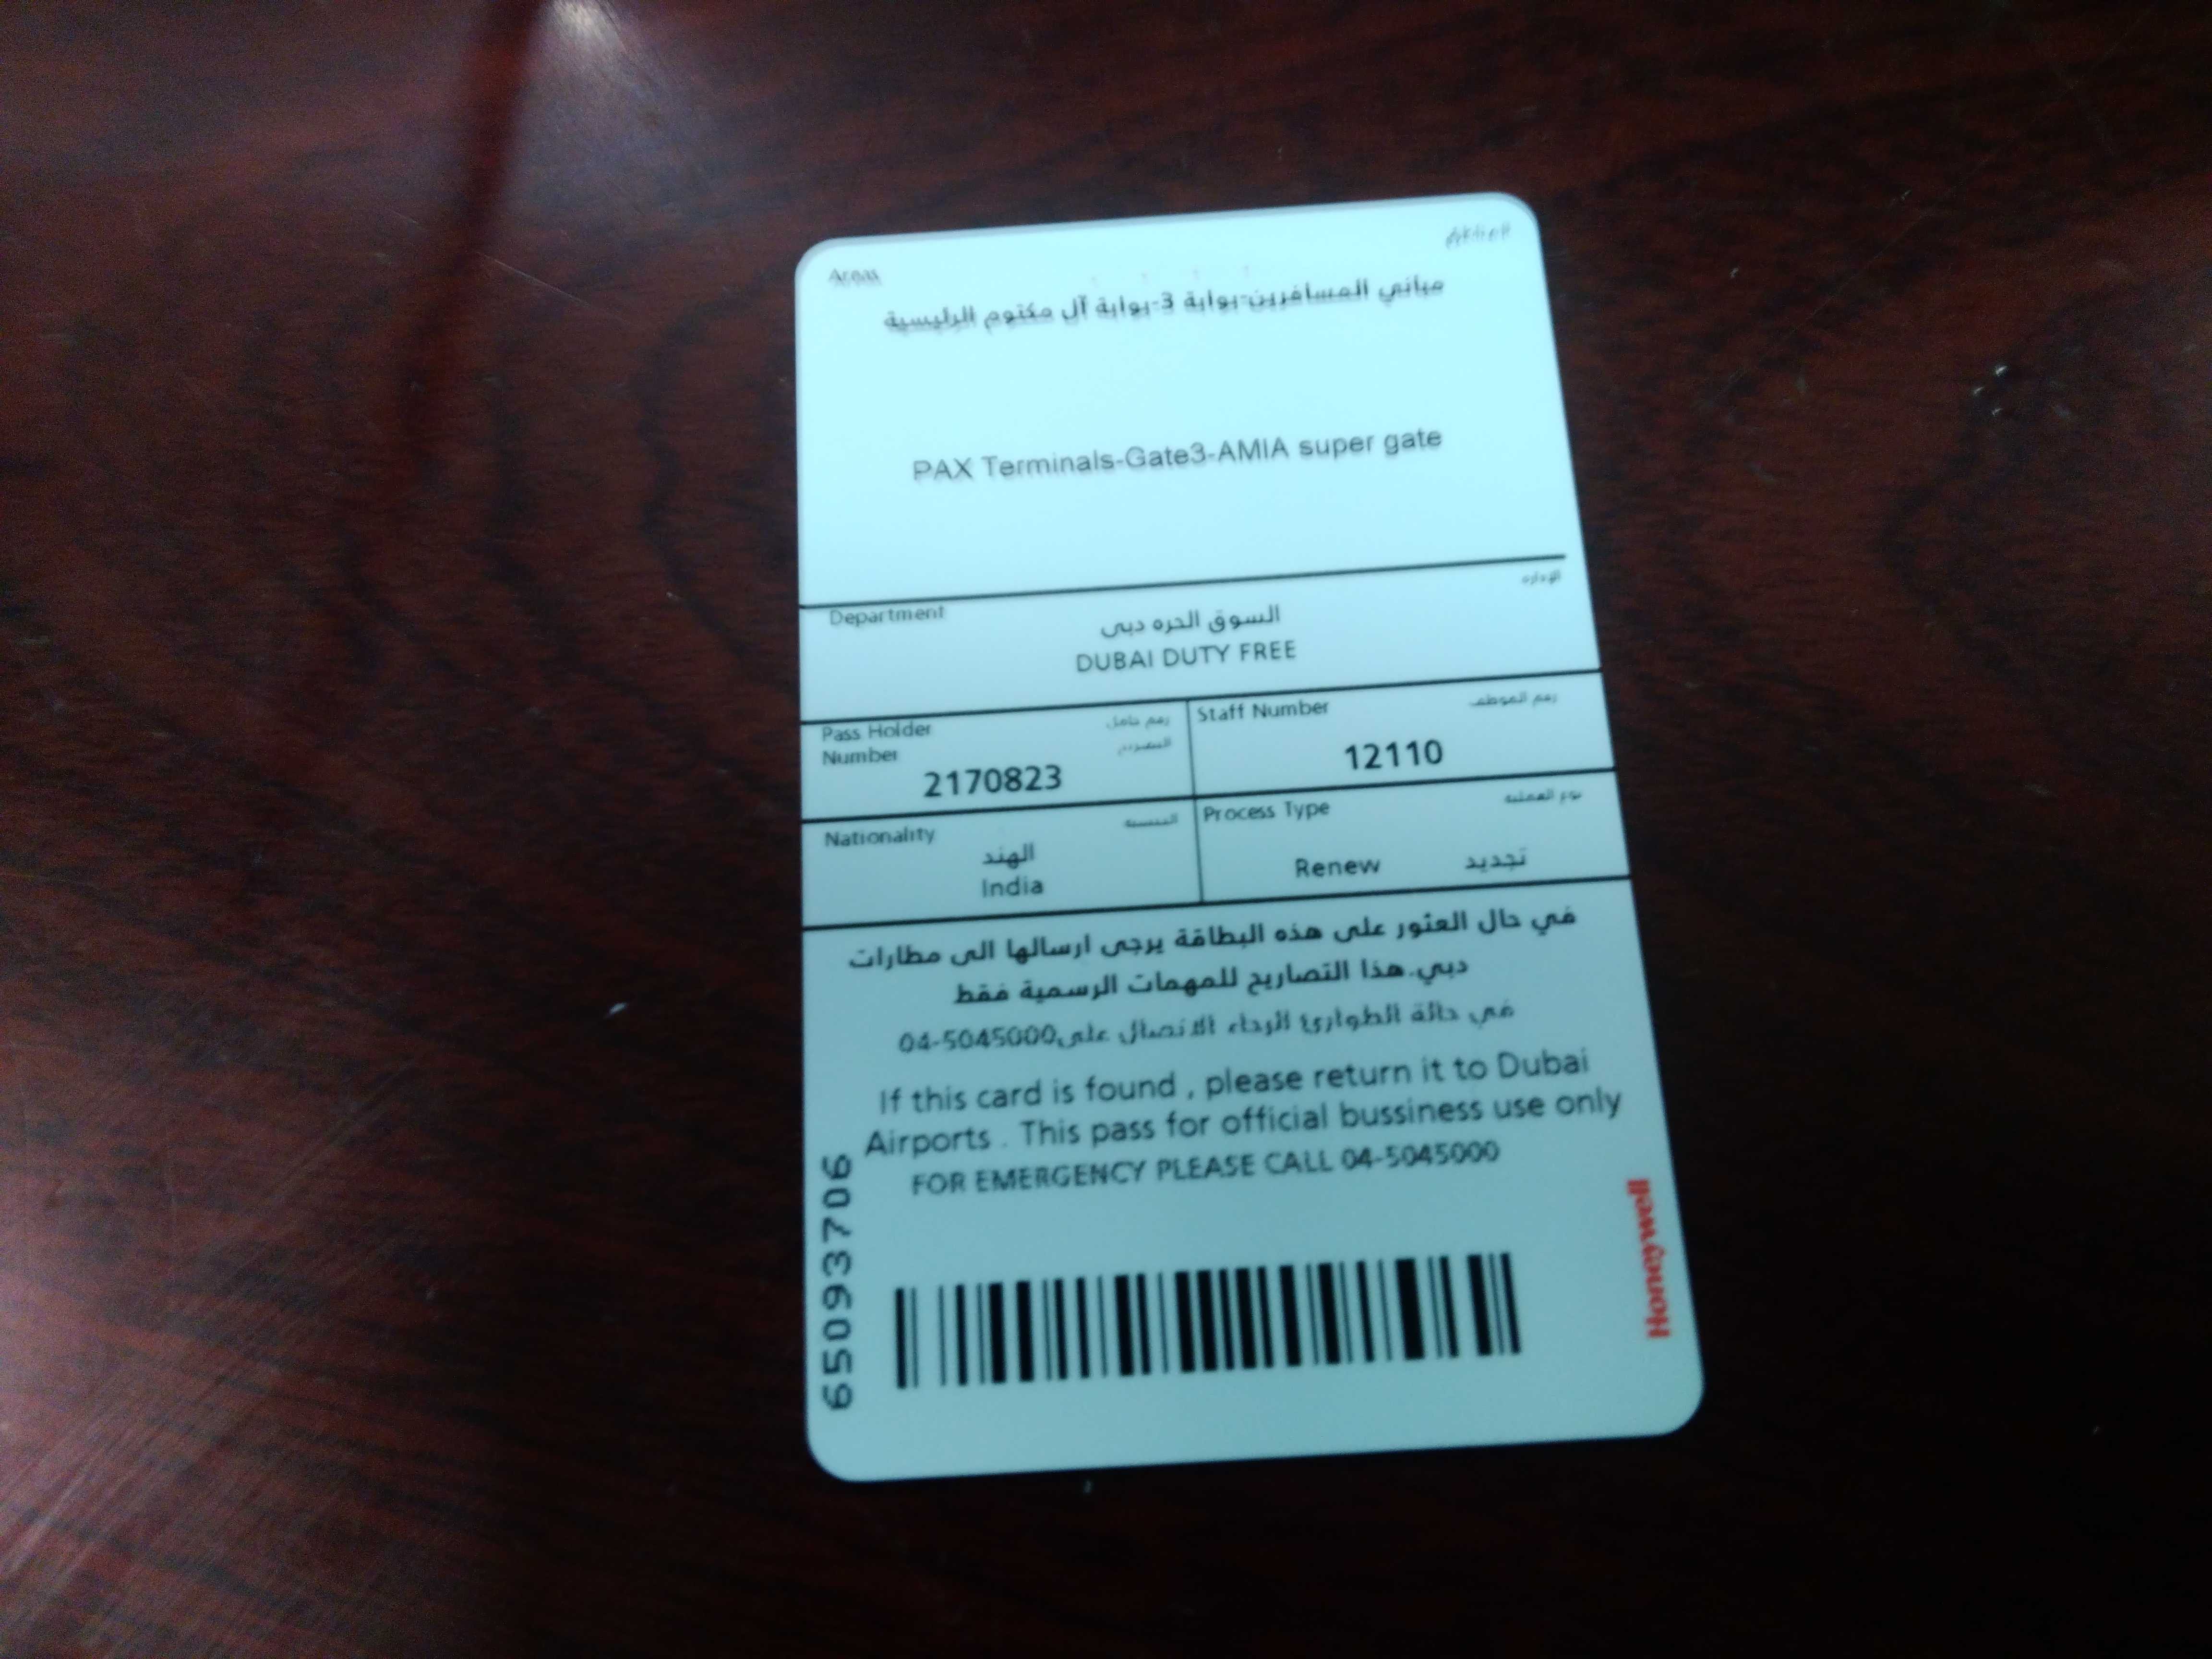 Areas المناطق
مباني المسافرين-بوابة 3-بوابة آل مكتوم الرئيسية
PAX Terminals-Gate3-AMIA super gate
Department الإدارة
السوق الحره دبى
DUBAI DUTY FREE
Pass Holder رقم حامل
Number التصريح
2170823
Staff Number رقم الموظف
12110
Nationality الجنسية
الهند
India
Process Type نوع العملية
Renew تجديد
في حال العثور على هذه البطاقة يرجى ارسالها الى مطارات
دبي.هذا التصاريح للمهمات الرسمية فقط
في حالة الطوارئ الرجاء الاتصال على04-5045000
If this card is found , please return it to Dubai
Airports . This pass for official bussiness use only
FOR EMERGENCY PLEASE CALL 04-5045000
65093706
Honeywell